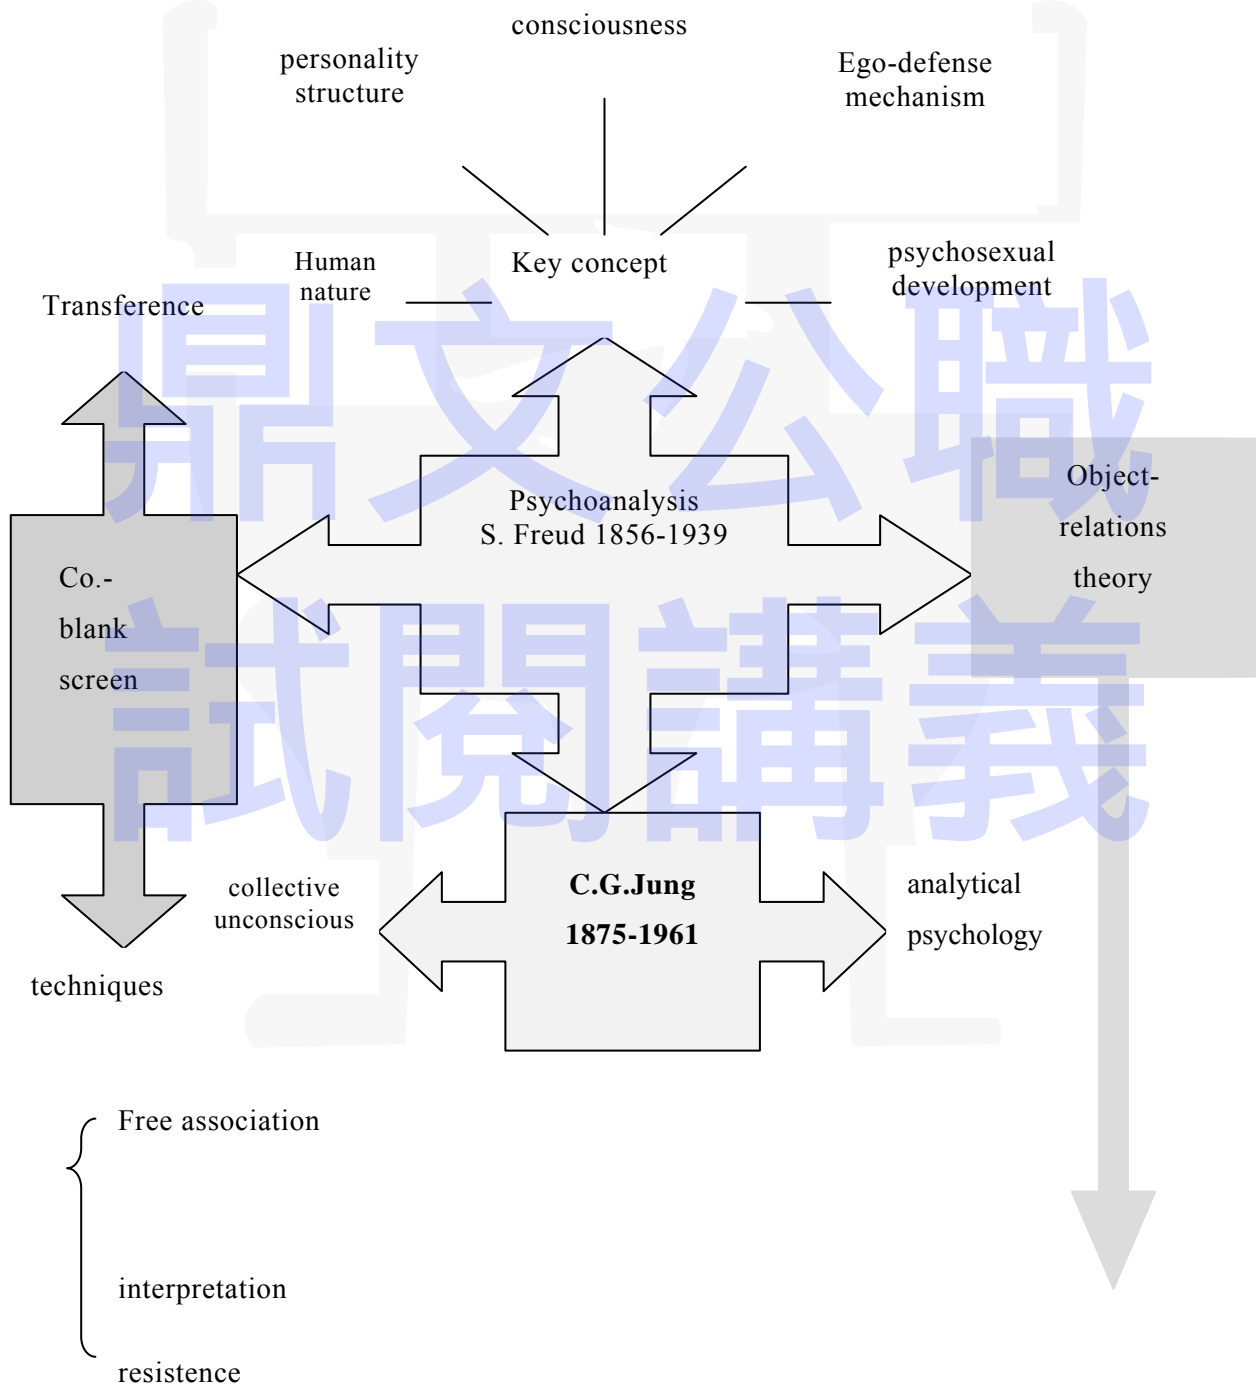 consciousness
personality
structure
Ego-defense
mechanism
Human
nature
Key concept
psychosexual
development
Transference
鼎文公職
Psychoanalysis
S. Freud 1856-1939
Object-
relations
theory
Co.-
blank
screen
試閱講義
collective
unconscious
C.G.Jung
1875-1961
analytical
psychology
techniques
Free association
interpretation
resistence